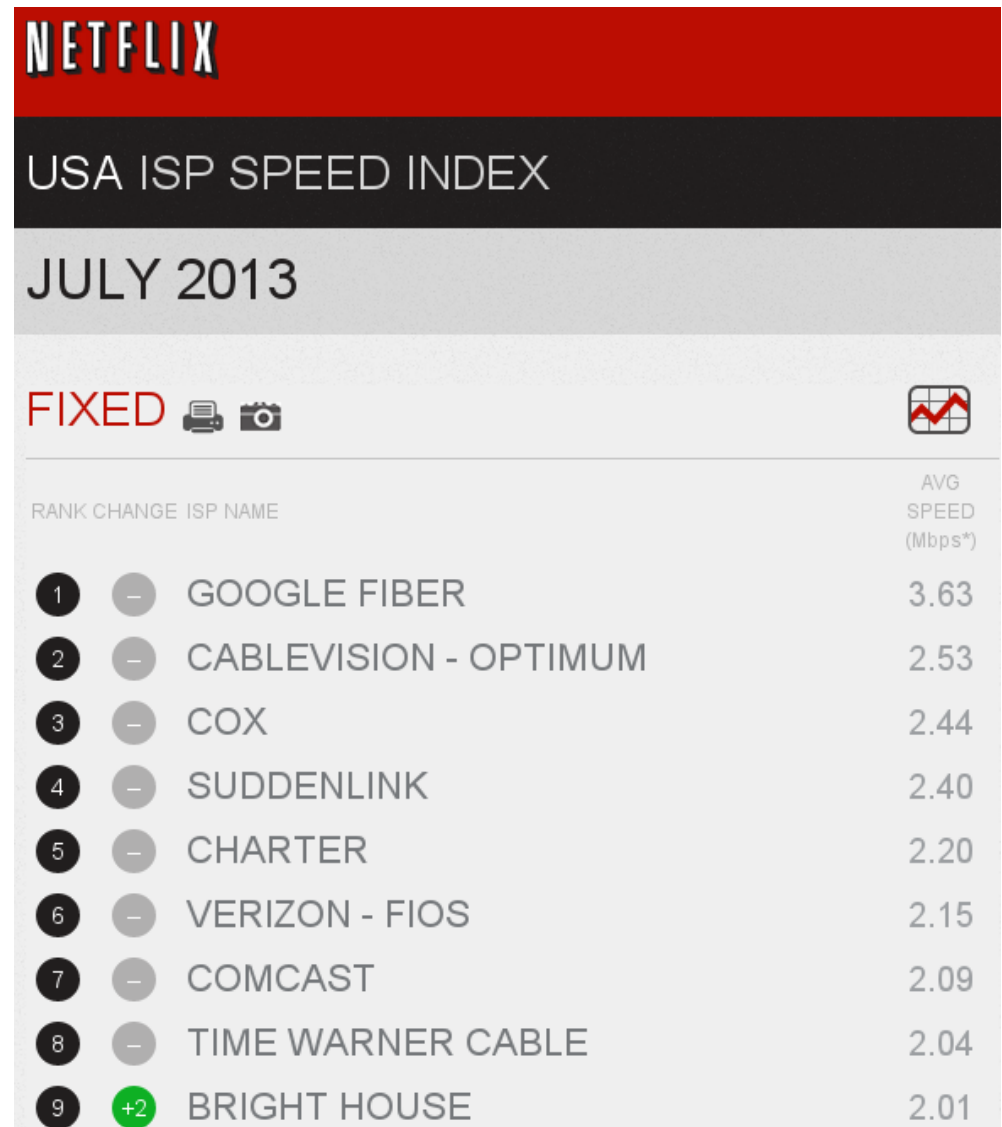 NETFLIX
USA ISP SPEED INDEX
JULY 2013
FIXED
RANK CHANGE ISP NAME AVG SPEED (Mbps*)
1 – GOOGLE FIBER 3.63
2 – CABLEVISION - OPTIMUM 2.53
3 – COX 2.44
4 – SUDDENLINK 2.40
5 – CHARTER 2.20
6 – VERIZON - FIOS 2.15
7 – COMCAST 2.09
8 – TIME WARNER CABLE 2.04
9 +2 BRIGHT HOUSE 2.01